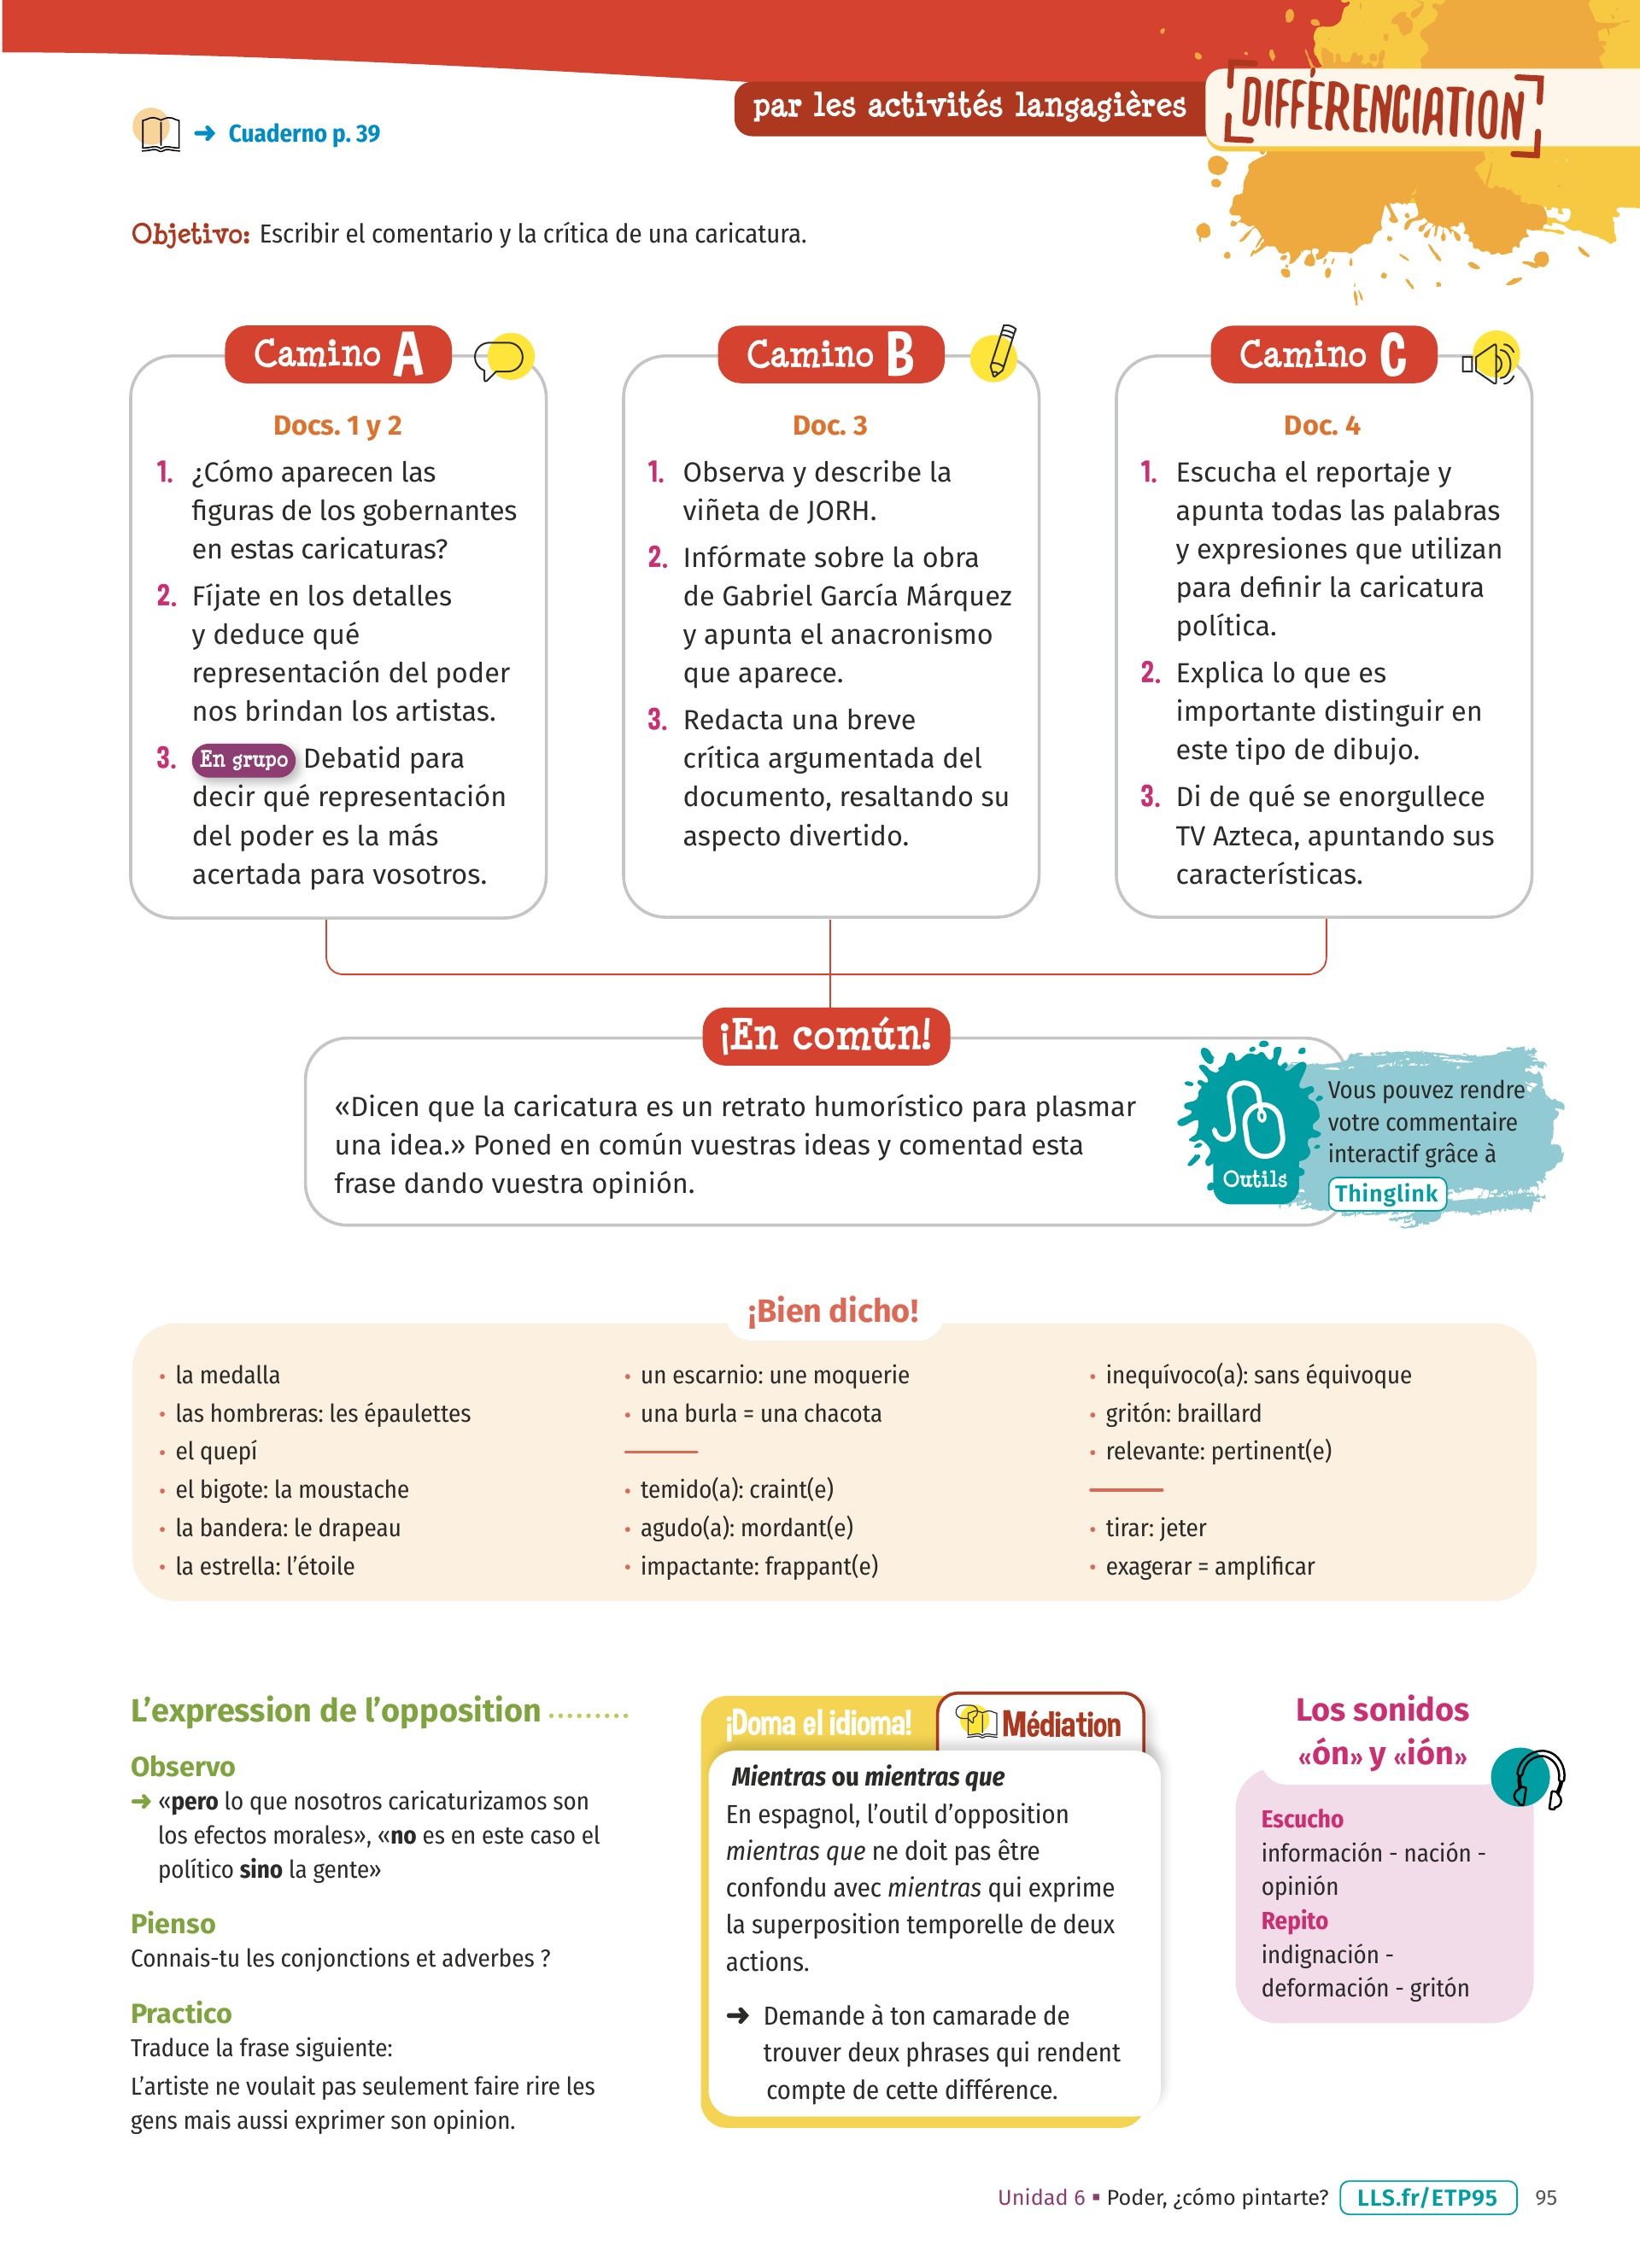 par les activités langagières
DIFFÉRENCIATION
➜ Cuaderno p. 39
Objetivo: Escribir el comentario y la crítica de una caricatura.
Camino A
Docs. 1 y 2
1. ¿Cómo aparecen las
figuras de los gobernantes
en estas caricaturas?
2. Fíjate en los detalles
y deduce qué
representación del poder
nos brindan los artistas.
3. En grupo Debatid para
decir qué representación
del poder es la más
acertada para vosotros.
Camino B
Doc. 3
1. Observa y describe la
viñeta de JORH.
2. Infórmate sobre la obra
de Gabriel García Márquez
y apunta el anacronismo
que aparece.
3. Redacta una breve
crítica argumentada del
documento, resaltando su
aspecto divertido.
Camino C
Doc. 4
1. Escucha el reportaje y
apunta todas las palabras
y expresiones que utilizan
para definir la caricatura
política.
2. Explica lo que es
importante distinguir en
este tipo de dibujo.
3. Di de qué se enorgullece
TV Azteca, apuntando sus
características.
¡En común!
«Dicen que la caricatura es un retrato humorístico para plasmar
una idea.» Poned en común vuestras ideas y comentad esta
frase dando vuestra opinión.
Outils
Vous pouvez rendre
votre commentaire
interactif grâce à
Thinglink
¡Bien dicho!
• la medalla
• las hombreras: les épaulettes
• el quepí
• el bigote: la moustache
• la bandera: le drapeau
• la estrella: l'étoile
• un escarnio: une moquerie
• una burla = una chacota
• temido(a): craint(e)
• agudo(a): mordant(e)
• impactante: frappant(e)
• inequívoco(a): sans équivoque
• gritón: braillard
• relevante: pertinent(e)
• tirar: jeter
• exagerar = amplificar
L'expression de l'opposition
Observo
➜ «pero lo que nosotros caricaturizamos son
los efectos morales», «no es en este caso el
político sino la gente»
Pienso
Connais-tu les conjonctions et adverbes ?
Practico
Traduce la frase siguiente:
L'artiste ne voulait pas seulement faire rire les
gens mais aussi exprimer son opinion.
¡Doma el idioma!
Médiation
Mientras ou mientras que
En espagnol, l'outil d'opposition
mientras que ne doit pas être
confondu avec mientras qui exprime
la superposition temporelle de deux
actions.
➜ Demande à ton camarade de
trouver deux phrases qui rendent
compte de cette différence.
Los sonidos
«ón» y «ión»
Escucho
información - nación -
opinión
Repito
indignación -
deformación - gritón
Unidad 6 ▪ Poder, ¿cómo pintarte? LLS.fr/ETP95 95